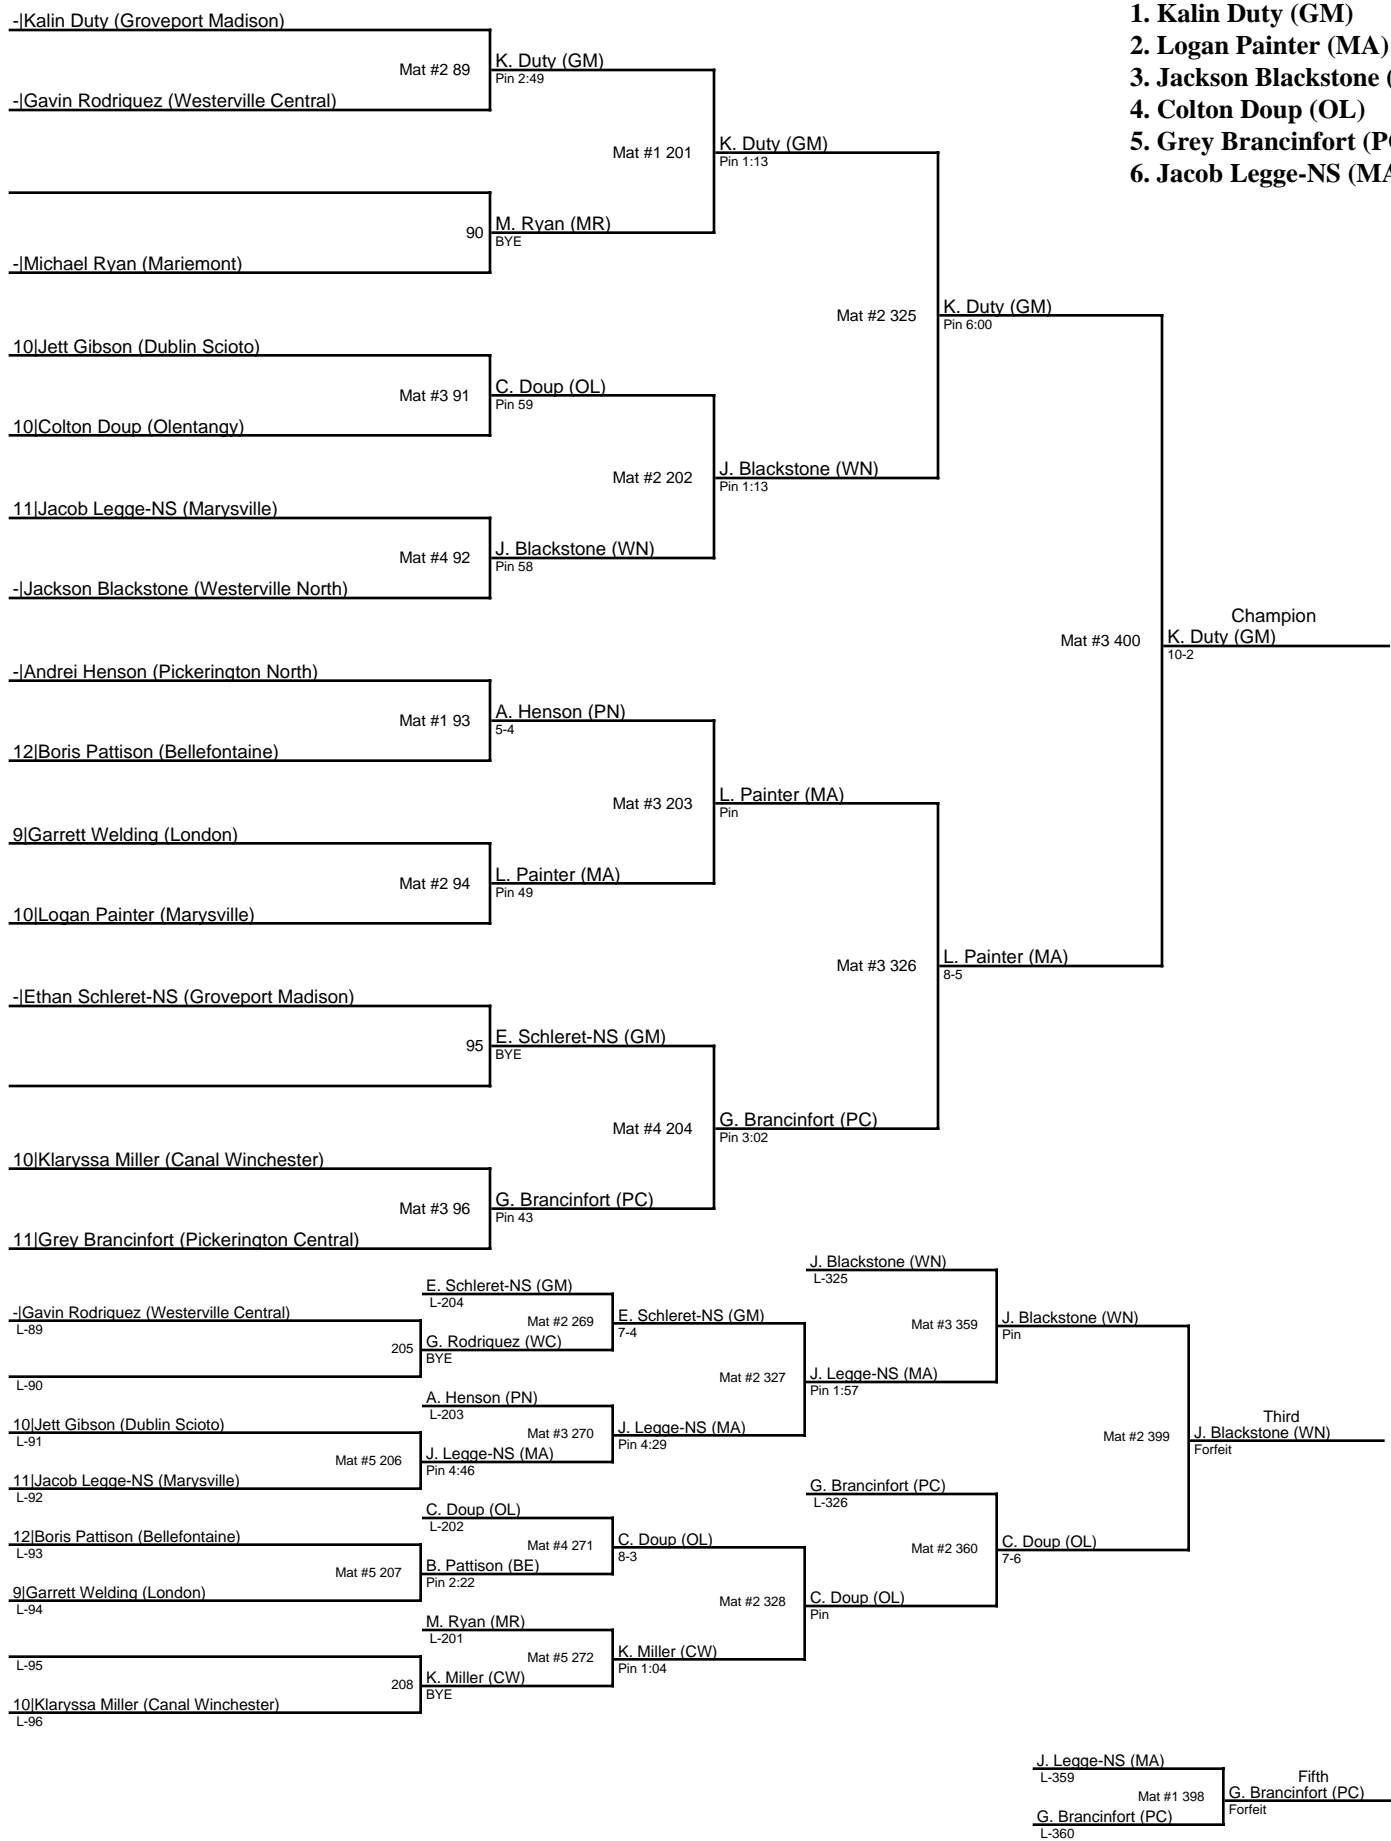 1. Kalin Duty (GM)
2. Logan Painter (MA)
3. Jackson Blackstone (
4. Colton Doup (OL)
5. Grey Brancinfort (P
6. Jacob Legge-NS (MA
-|Kalin Duty (Groveport Madison)
Mat #2 89
K. Duty (GM)
Pin 2:49
-|Gavin Rodriquez (Westerville Central)
Mat #1 201
K. Duty (GM)
Pin 1:13
90
M. Ryan (MR)
BYE
-|Michael Ryan (Mariemont)
Mat #2 325
K. Duty (GM)
Pin 6:00
10|Jett Gibson (Dublin Scioto)
Mat #3 91
C. Doup (OL)
Pin 59
10|Colton Doup (Olentangy)
Mat #2 202
J. Blackstone (WN)
Pin 1:13
11|Jacob Legge-NS (Marysville)
Mat #4 92
J. Blackstone (WN)
Pin 58
-|Jackson Blackstone (Westerville North)
Champion
Mat #3 400
K. Duty (GM)
10-2
-|Andrei Henson (Pickerington North)
Mat #1 93
A. Henson (PN)
5-4
12|Boris Pattison (Bellefontaine)
Mat #3 203
L. Painter (MA)
Pin
9|Garrett Welding (London)
Mat #2 94
L. Painter (MA)
Pin 49
10|Logan Painter (Marysville)
Mat #3 326
L. Painter (MA)
8-5
-|Ethan Schleret-NS (Groveport Madison)
95
E. Schleret-NS (GM)
BYE
Mat #4 204
G. Brancinfort (PC)
Pin 3:02
10|Klaryssa Miller (Canal Winchester)
Mat #3 96
G. Brancinfort (PC)
Pin 43
11|Grey Brancinfort (Pickerington Central)
J. Blackstone (WN)
L-325
E. Schleret-NS (GM)
L-204
-|Gavin Rodriquez (Westerville Central)
L-89
Mat #2 269
E. Schleret-NS (GM)
7-4
Mat #3 359
J. Blackstone (WN)
Pin
205
G. Rodriquez (WC)
BYE
L-90
Mat #2 327
J. Legge-NS (MA)
Pin 1:57
A. Henson (PN)
L-203
10|Jett Gibson (Dublin Scioto)
L-91
Mat #3 270
J. Legge-NS (MA)
Pin 4:29
Third
Mat #2 399
J. Blackstone (WN)
Forfeit
Mat #5 206
J. Legge-NS (MA)
Pin 4:46
11|Jacob Legge-NS (Marysville)
L-92
G. Brancinfort (PC)
L-326
C. Doup (OL)
L-202
12|Boris Pattison (Bellefontaine)
L-93
Mat #4 271
C. Doup (OL)
8-3
Mat #2 360
C. Doup (OL)
7-6
Mat #5 207
B. Pattison (BE)
Pin 2:22
9|Garrett Welding (London)
L-94
Mat #2 328
C. Doup (OL)
Pin
M. Ryan (MR)
L-201
L-95
Mat #5 272
K. Miller (CW)
Pin 1:04
208
K. Miller (CW)
BYE
10|Klaryssa Miller (Canal Winchester)
L-96
J. Legge-NS (MA)
L-359
Fifth
Mat #1 398
G. Brancinfort (PC)
Forfeit
G. Brancinfort (PC)
L-360